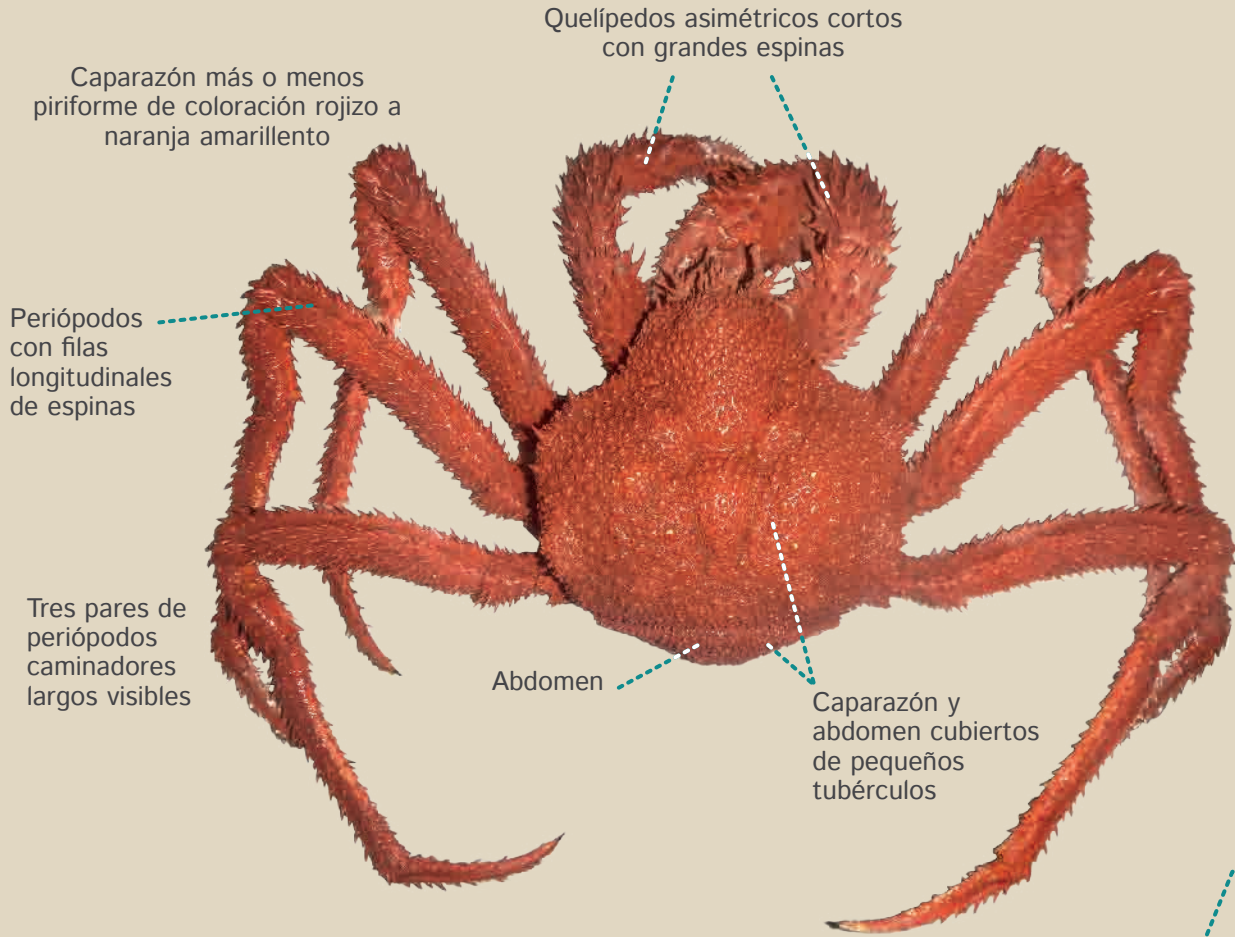 Quelípedos asimétricos cortos
con grandes espinas
Caparazón más o menos
piriforme de coloración rojizo a
naranja amarillento
Periópodos
con filas
longitudinales
de espinas
Tres pares de
periópodos
caminadores
largos visibles
Abdomen
Caparazón y
abdomen cubiertos
de pequeños
tubérculos